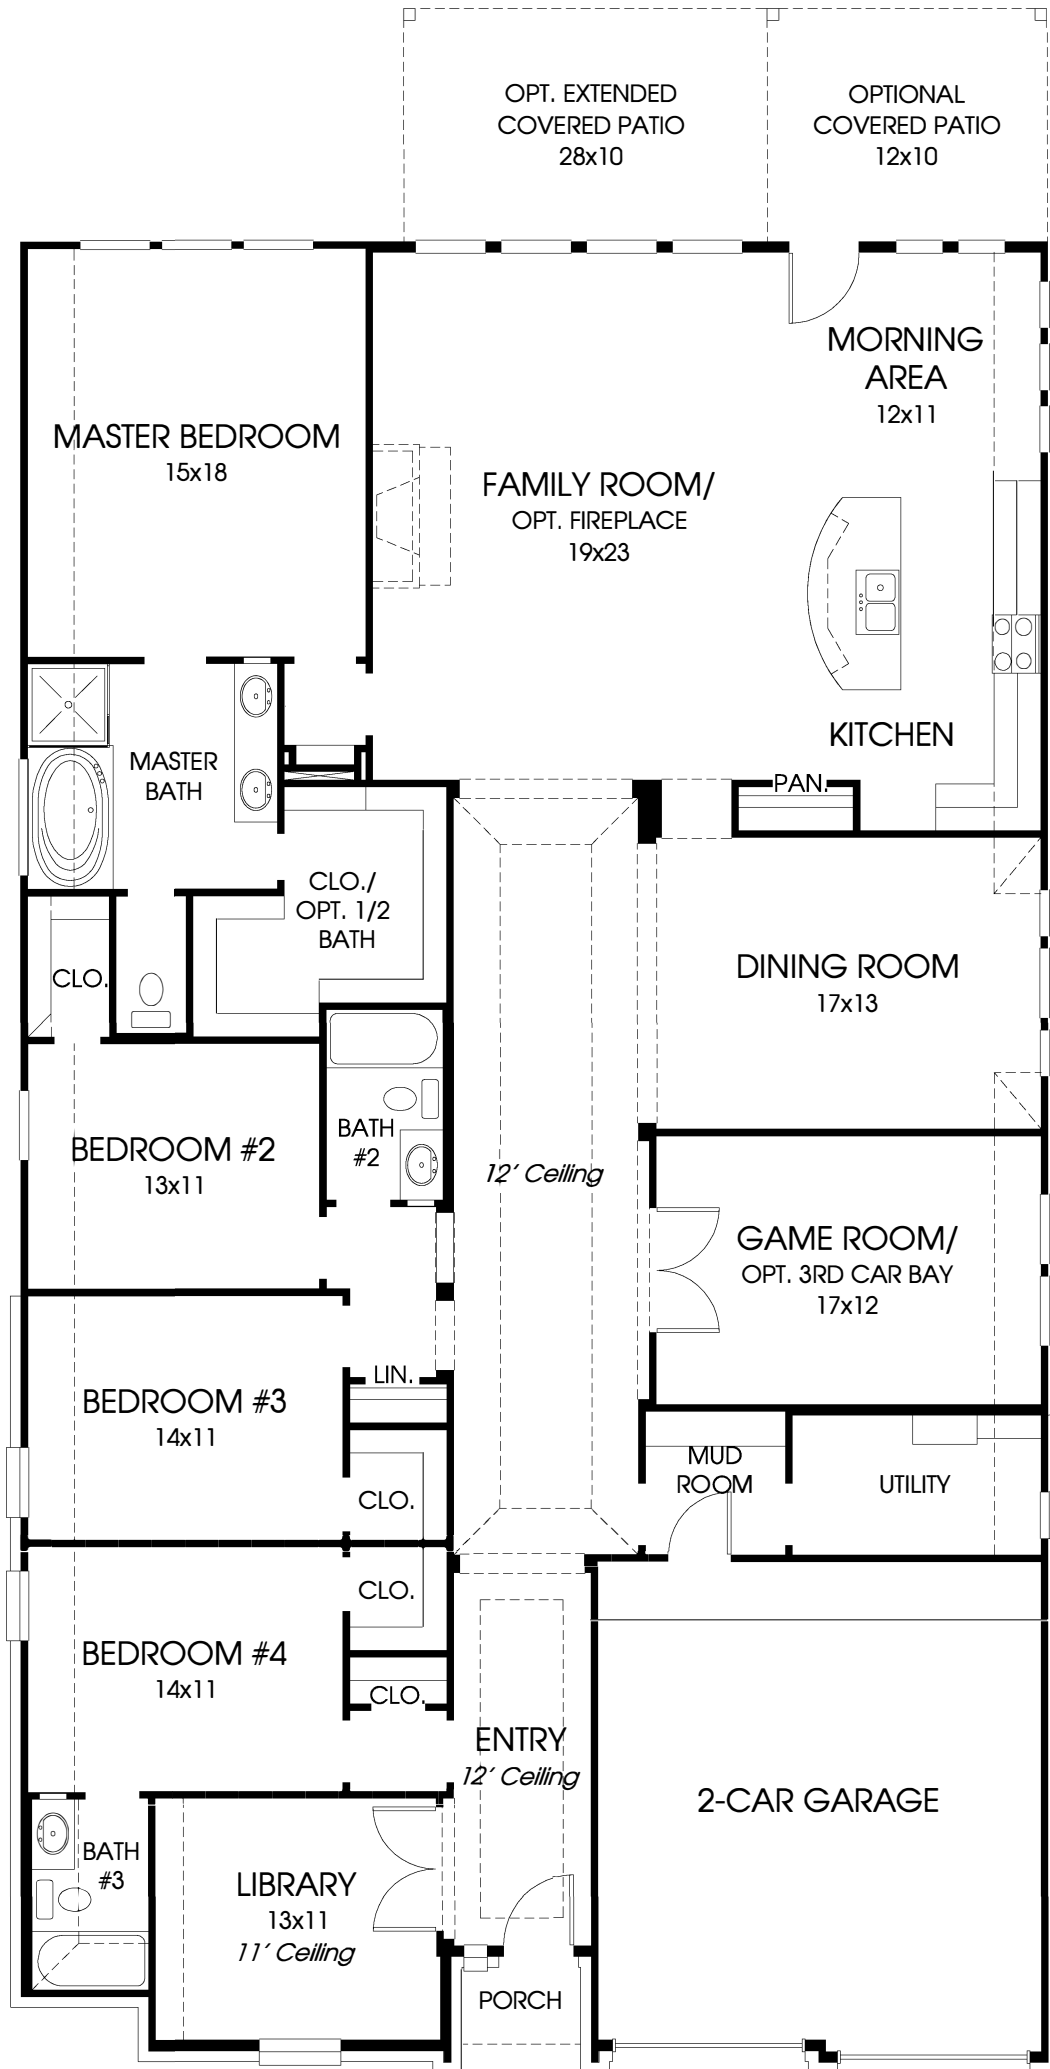 OPT. EXTENDED
COVERED PATIO
28x10
OPTIONAL
COVERED PATIO
12x10
MORNING
AREA
12x11
MASTER BEDROOM
15x18
FAMILY ROOM/
OPT. FIREPLACE
19x23
KITCHEN
MASTER
BATH
PAN.
CLO./
OPT. 1/2
BATH
CLO.
DINING ROOM
17x13
BATH
#2
BEDROOM #2
13x11
12' Ceiling
GAME ROOM/
OPT. 3RD CAR BAY
17x12
LIN.
BEDROOM #3
14x11
CLO.
MUD
ROOM
UTILITY
CLO.
BEDROOM #4
14x11
CLO.
ENTRY
12' Ceiling
2-CAR GARAGE
BATH
#3
LIBRARY
13x11
11' Ceiling
PORCH